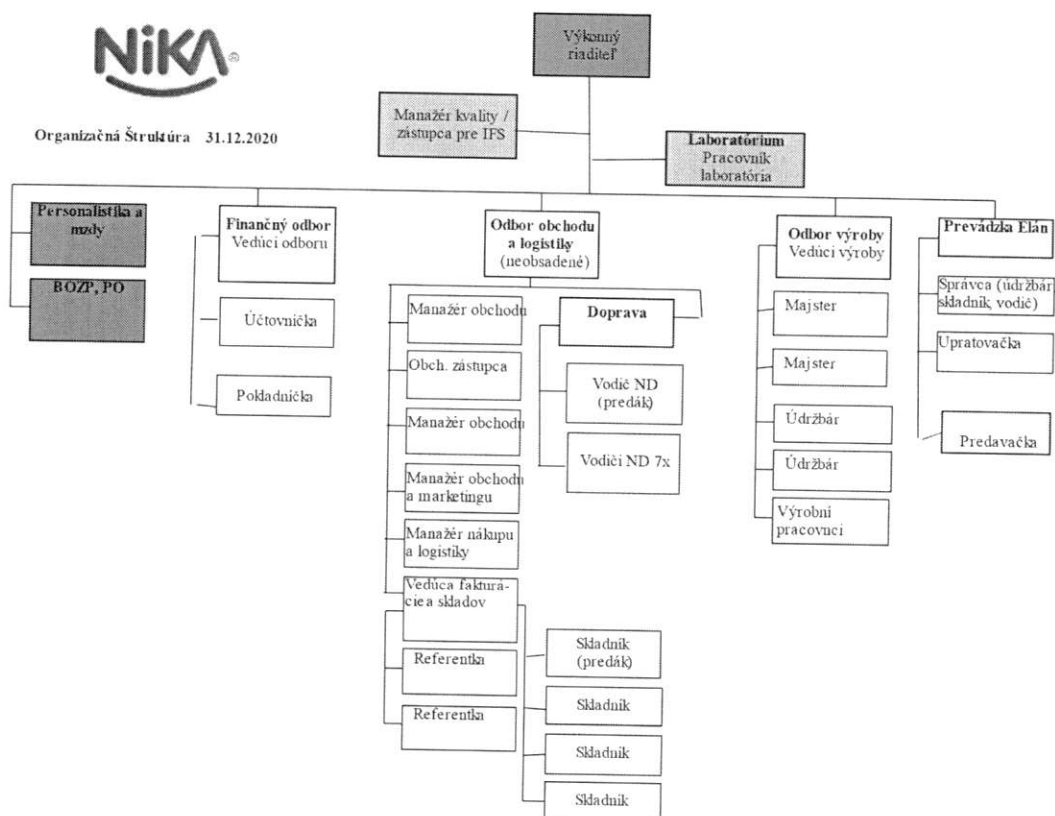 NiKA®
Organizačná Štruktúra 31.12.2020
Výkonný
riaditeľ
Manažér kvality /
zástupca pre IFS
Laboratórium
Pracovník
laboratória
Personalistika a
mzdy
BOZP, PO
Finančný odbor
Vedúci odboru
Účtovníčka
Pokladníčka
Odbor obchodu
a logistiky
(neobsadené)
Manažér obchodu
Obch. zástupca
Manažér obchodu
Manažér obchodu
a marketingu
Manažér nákupu
a logistiky
Vedúca fakturá-
cie a skladov
Referentka
Referentka
Skladník
(predák)
Skladník
Skladník
Skladník
Doprava
Vodič ND
(predák)
Vodiči ND 7x
Odbor výroby
Vedúci výroby
Majster
Majster
Údržbár
Údržbár
Výrobní
pracovníci
Prevádzka Elán
Správca (údržbár
skladník, vodič)
Upratovačka
Predavačka